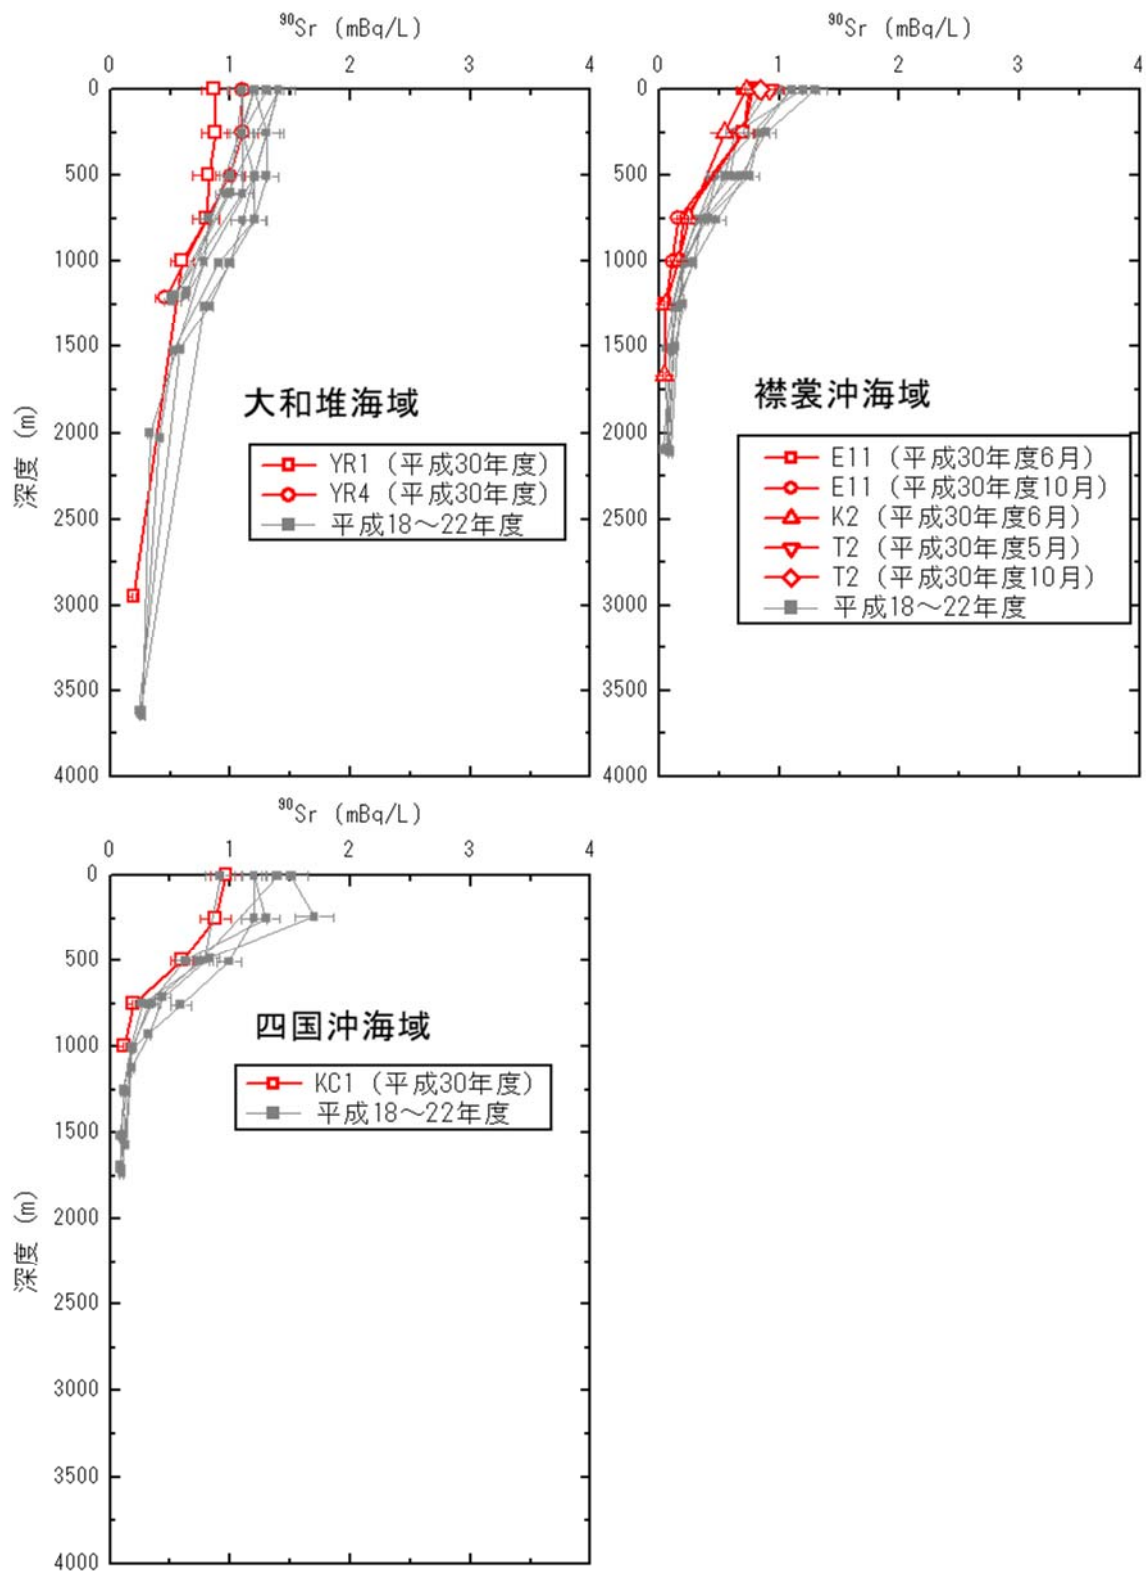 ⁹⁰Sr (mBq/L)
0 1 2 3 4
0
500
1000
1500
2000
2500
3000
3500
4000
深度 (m)
大和堆海域
YR1 (平成30年度)
YR4 (平成30年度)
平成18～22年度
⁹⁰Sr (mBq/L)
0 1 2 3 4
0
500
1000
1500
2000
2500
3000
3500
4000
襟裳沖海域
E11 (平成30年度6月)
E11 (平成30年度10月)
K2 (平成30年度6月)
T2 (平成30年度5月)
T2 (平成30年度10月)
平成18～22年度
⁹⁰Sr (mBq/L)
0 1 2 3 4
0
500
1000
1500
2000
2500
3000
3500
4000
深度 (m)
四国沖海域
KC1 (平成30年度)
平成18～22年度